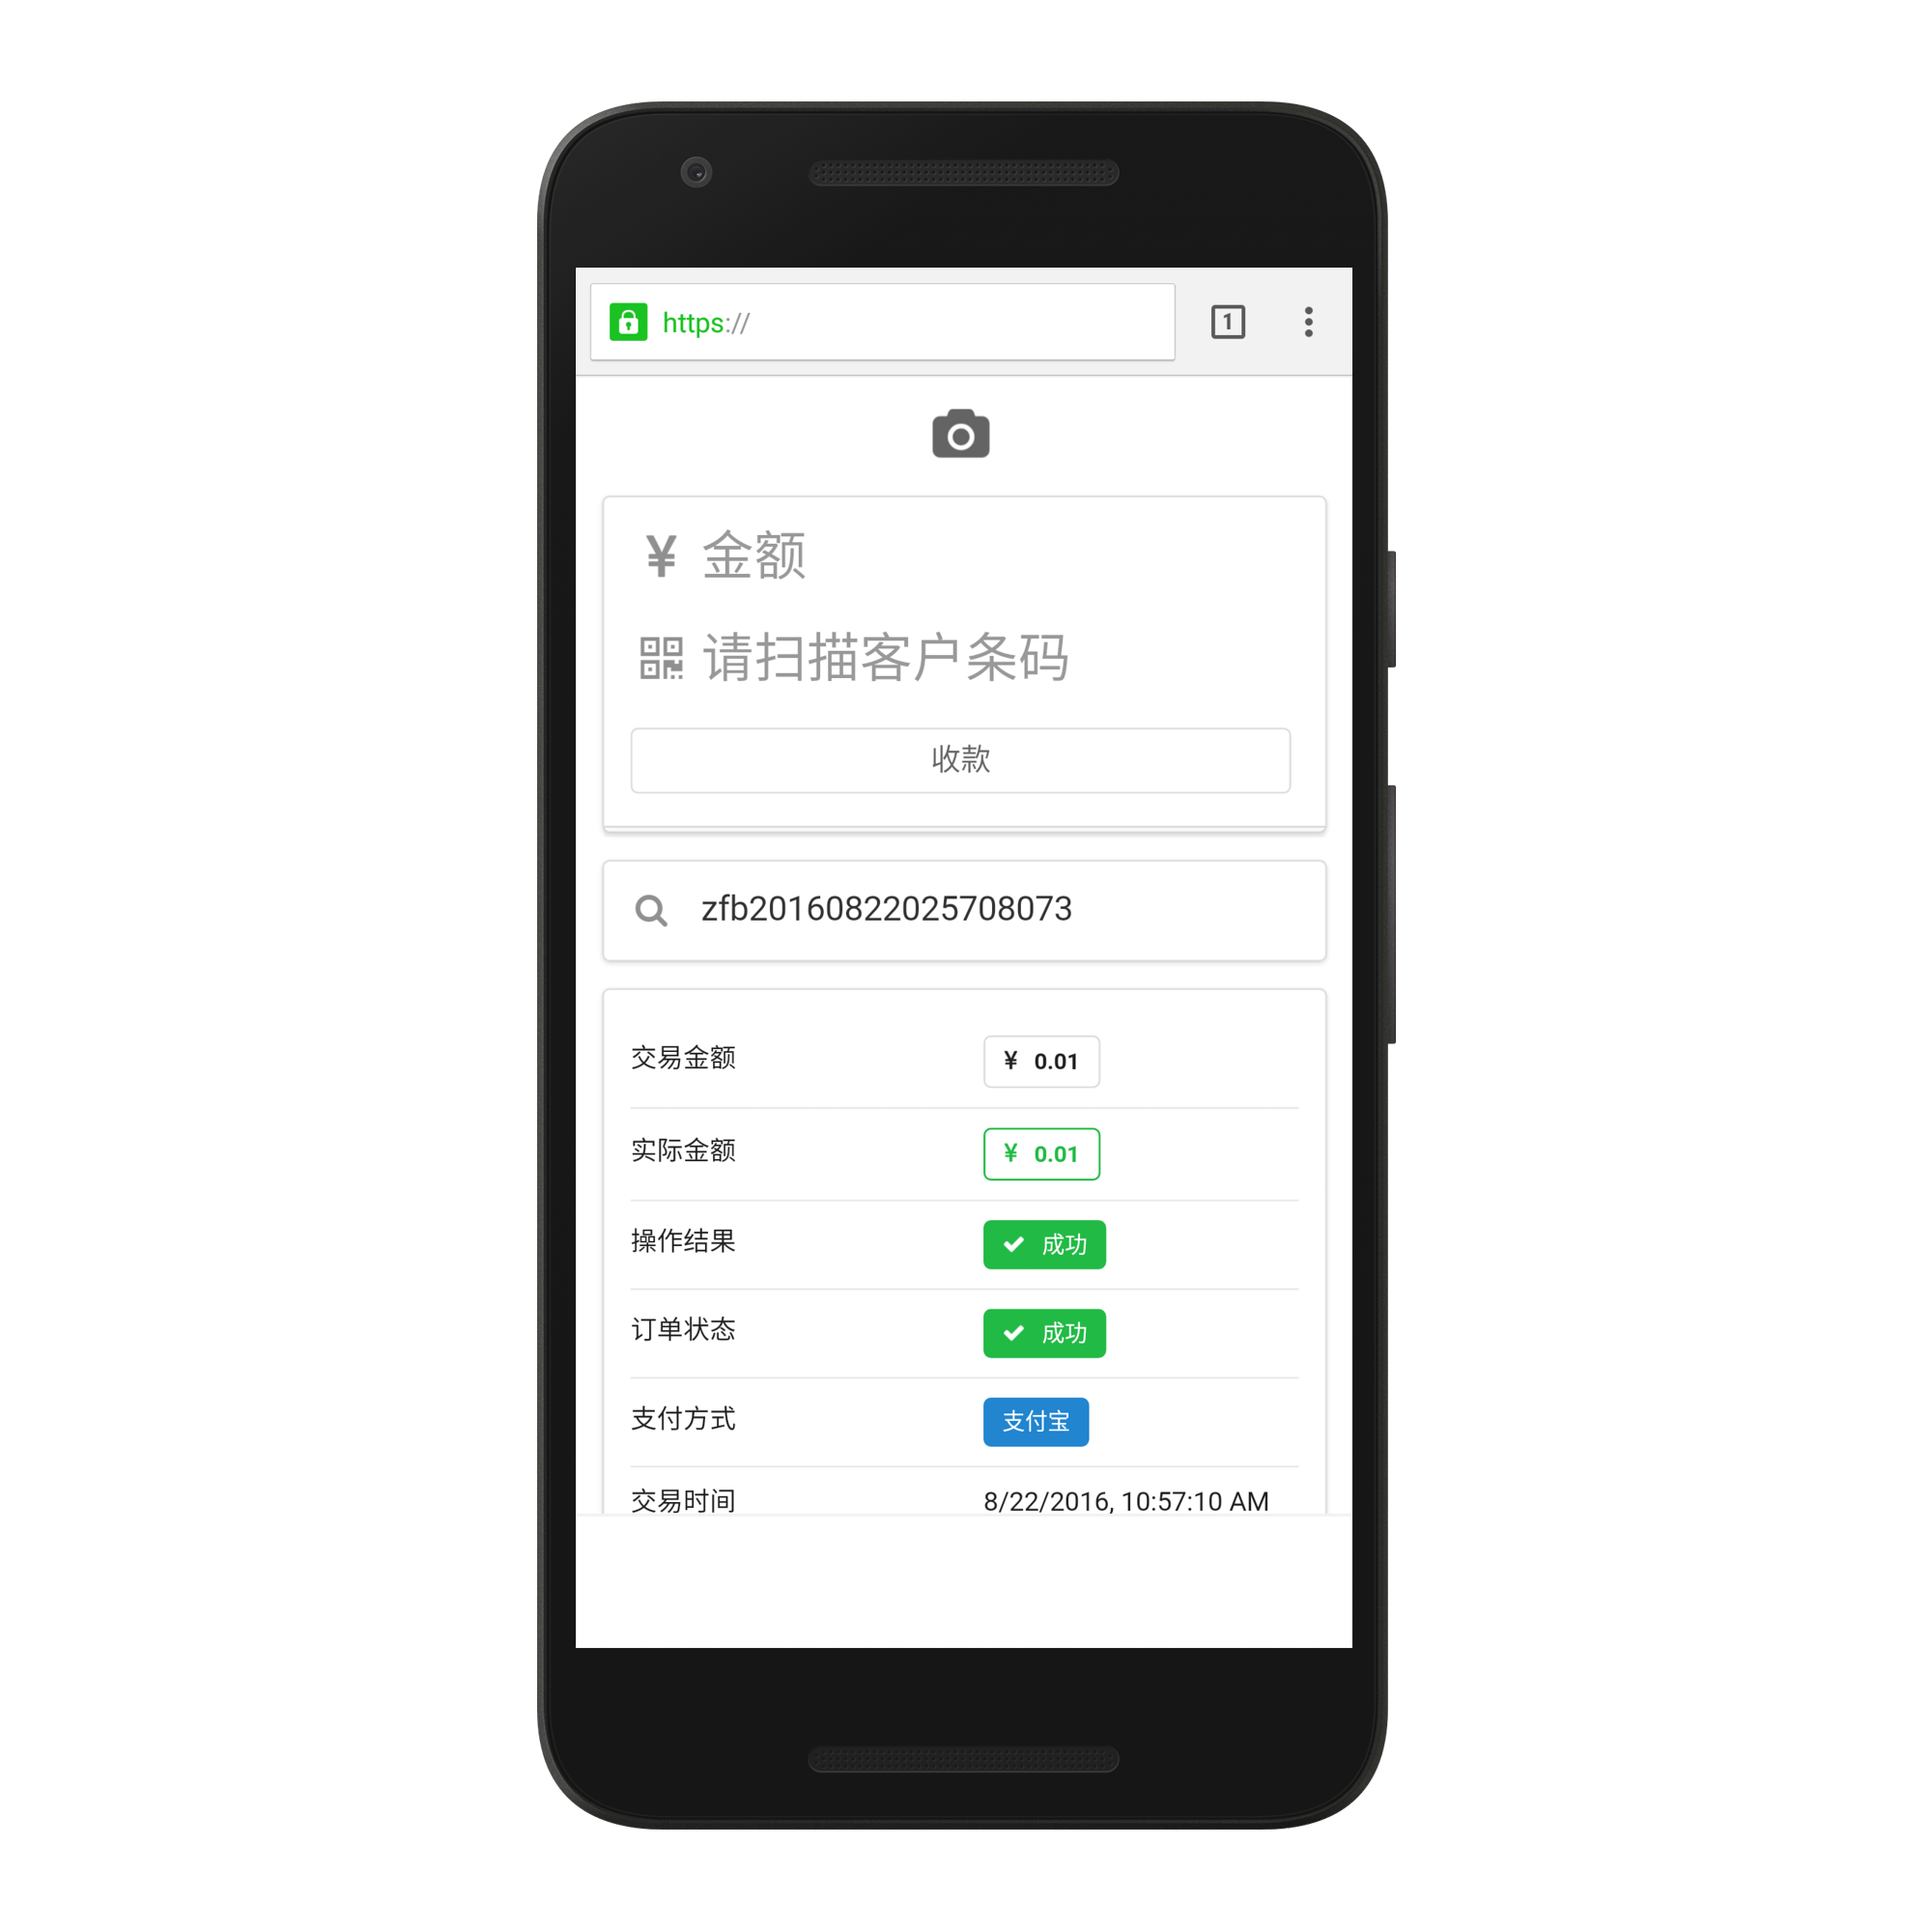 https://
1
¥ 金额
请扫描客户条码
收款
zfb20160822025708073
交易金额 ¥ 0.01
实际金额 ¥ 0.01
操作结果 成功
订单状态 成功
支付方式 支付宝
交易时间 8/22/2016, 10:57:10 AM